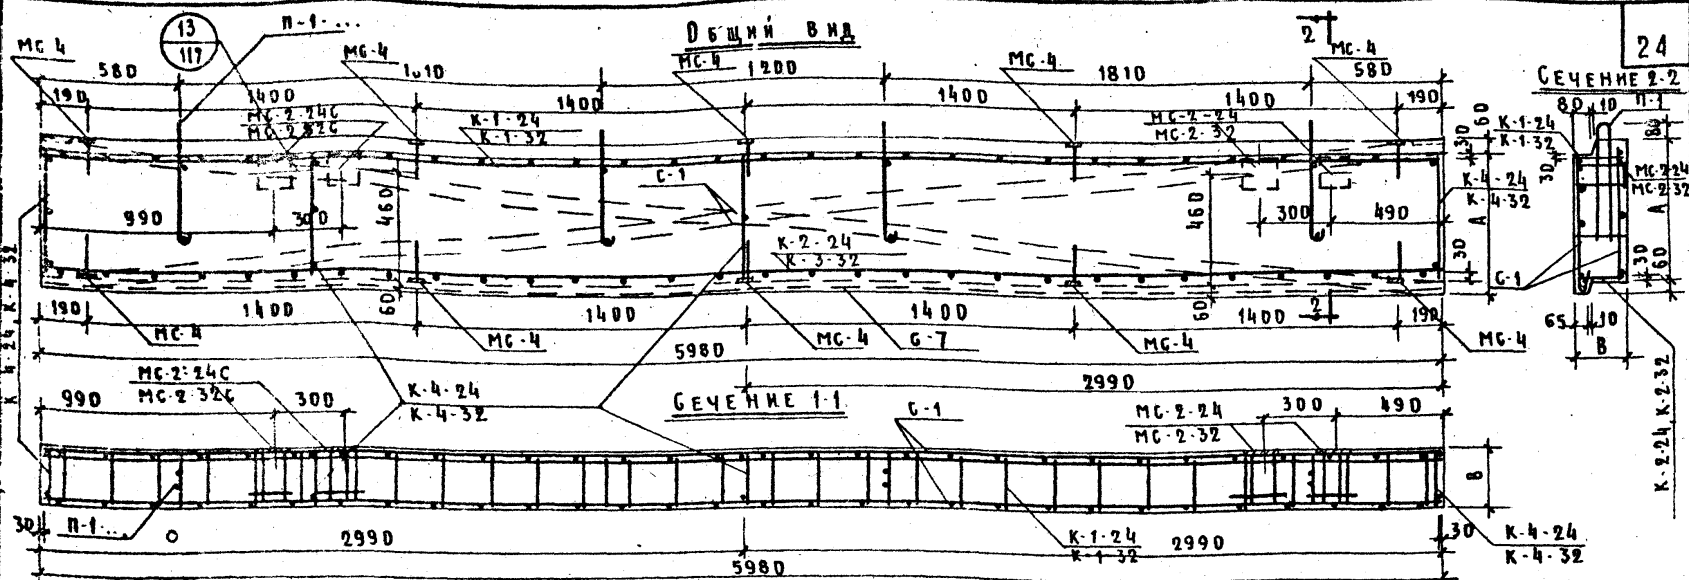 13
117
П-1-...
Общий вид
2
24
МС 4
МС-4
МС-4
МС-4
МС-4
580
1010
1200
1810
580
Сечение 2-2
190
1400
1400
1400
1400
190
60
80
10
П-1
МС-2-24С
МС-2-32С
К-1-24
К-1-32
МС-2-24
МС-2-32
30
К-1-24
К-1-32
80
30
С-1
460
460
К-4-24
К-4-32
А
МС-2-24
МС-2-32
А
990
300
300
490
К-2-24
К-3-32
30
С-1
30
60
К-4-24 К-4-32
60
60
190
1400
1400
1400
1400
2
190
65
10
В
МС-4
МС-4
МС-4
С-7
МС-4
МС-4
5980
2990
МС-2-24С
МС-2-32С
К-4-24
К-4-32
990
300
Сечение 1-1
С-1
МС-2-24
МС-2-32
300
490
К-2-24 К-2-32
В
30
П-1...
2990
К-1-24
К-1-32
2990
30
К-4-24
К-4-32
5980